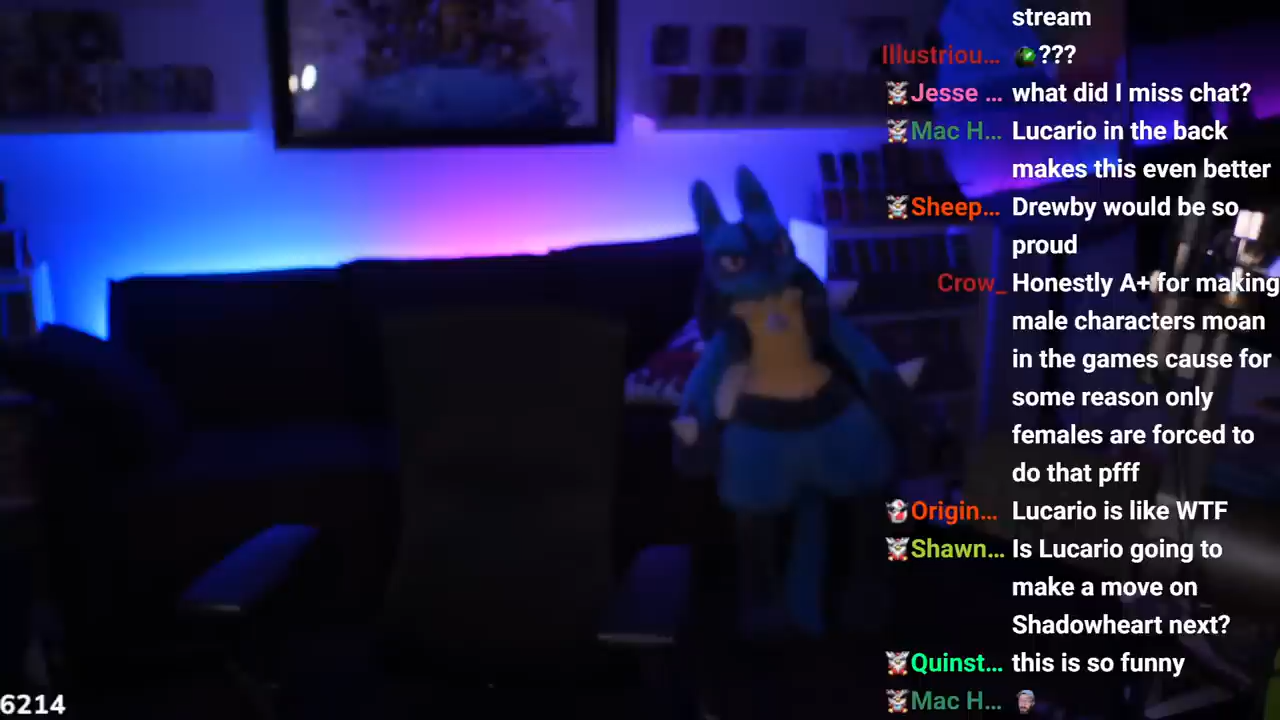 stream
Illustriou... ???
Jesse ... what did I miss chat?
Mac H... Lucario in the back
makes this even better
Sheep... Drewby would be so
proud
Crow_ Honestly A+ for making
male characters moan
in the games cause for
some reason only
females are forced to
do that pfff
Origin... Lucario is like WTF
Shawn... Is Lucario going to
make a move on
Shadowheart next?
Quinst... this is so funny
Mac H...
6214